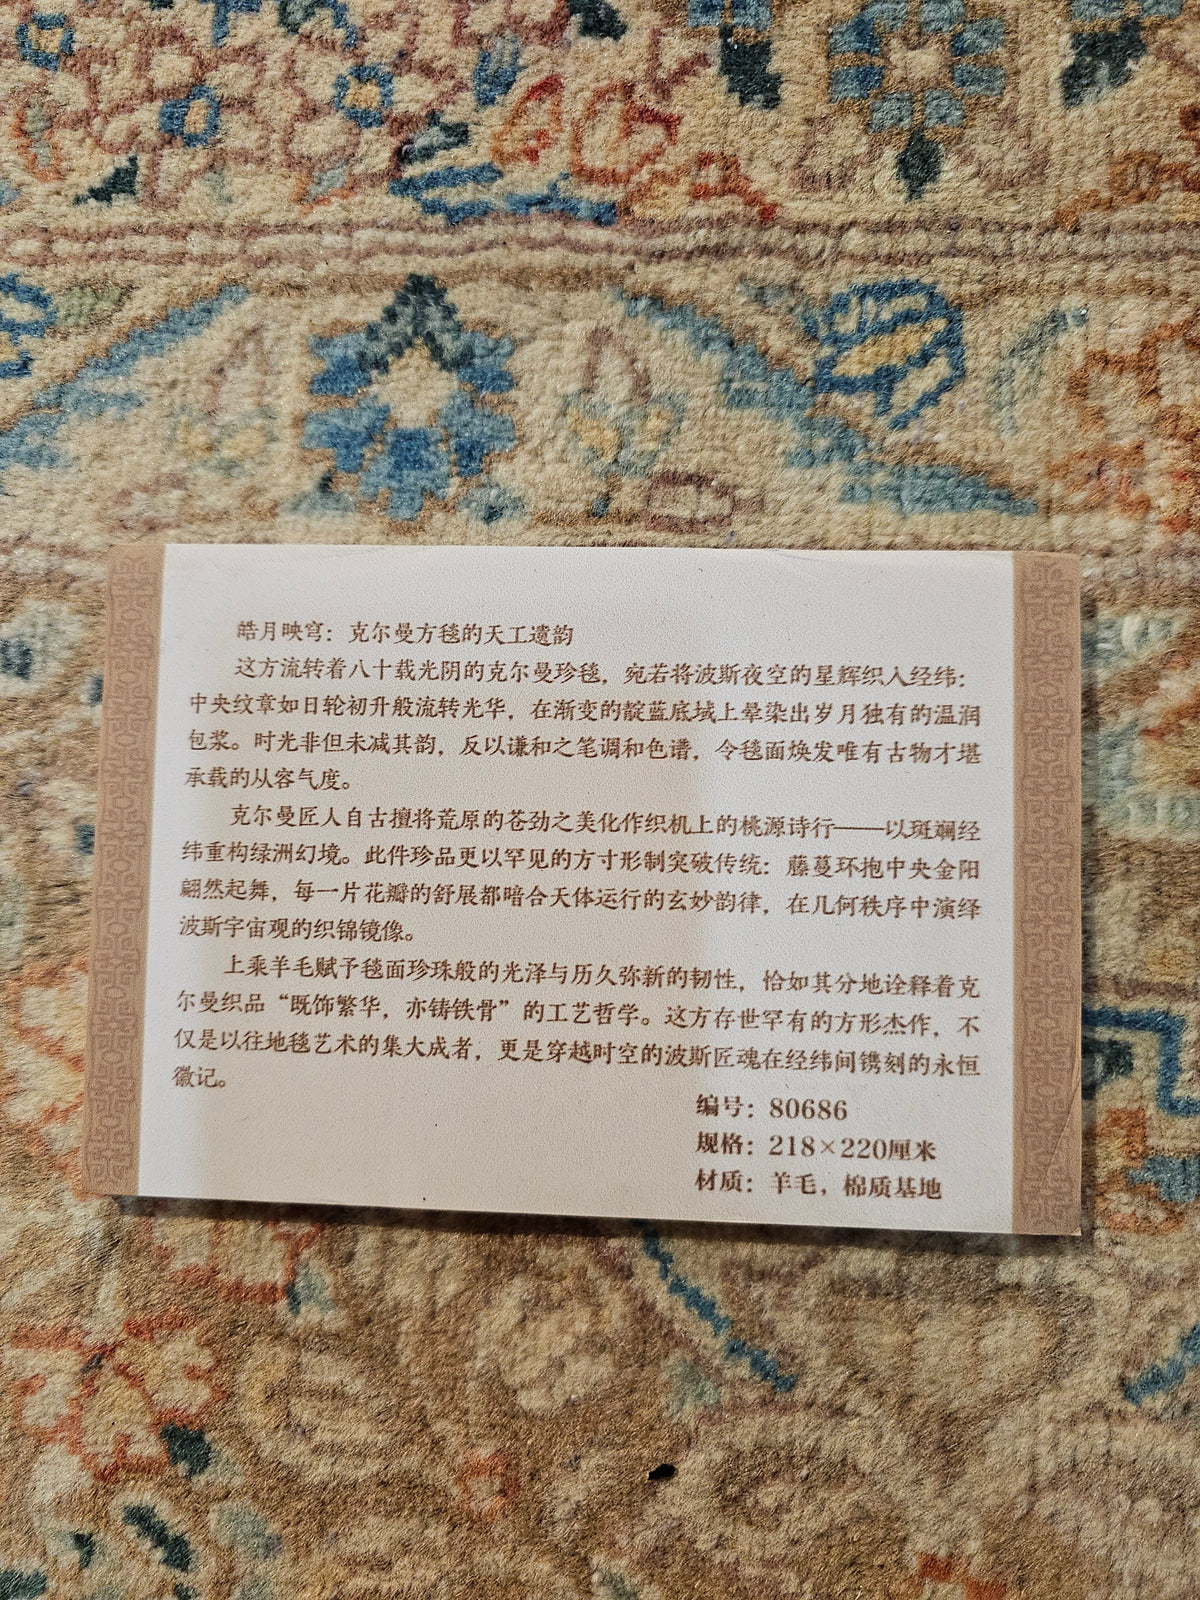 皓月映穹：克尔曼方毯的天工遗韵
这方流转着八十载光阴的克尔曼珍毯，宛若将波斯夜空的星辉织入经纬：
中央纹章如日轮初升般流转光华，在渐变的靛蓝底域上晕染出岁月独有的温润
包浆。时光非但未减其韵，反以谦和之笔调和色谱，令毯面焕发唯有古物才堪
承载的从容气度。
克尔曼匠人自古擅将荒原的苍劲之美化作织机上的桃源诗行——以斑斓经
纬重构绿洲幻境。此件珍品更以罕见的方寸形制突破传统：藤蔓环抱中央金阳
翩然起舞，每一片花瓣的舒展都暗合天体运行的玄妙韵律，在几何秩序中演绎
波斯宇宙观的织锦镜像。
上乘羊毛赋予毯面珍珠般的光泽与历久弥新的韧性，恰如其分地诠释着克
尔曼织品“既饰繁华，亦铸铁骨”的工艺哲学。这方存世罕有的方形杰作，不
仅是以往地毯艺术的集大成者，更是穿越时空的波斯匠魂在经纬间镌刻的永恒
徽记。
编号：80686
规格：218×220厘米
材质：羊毛，棉质基地